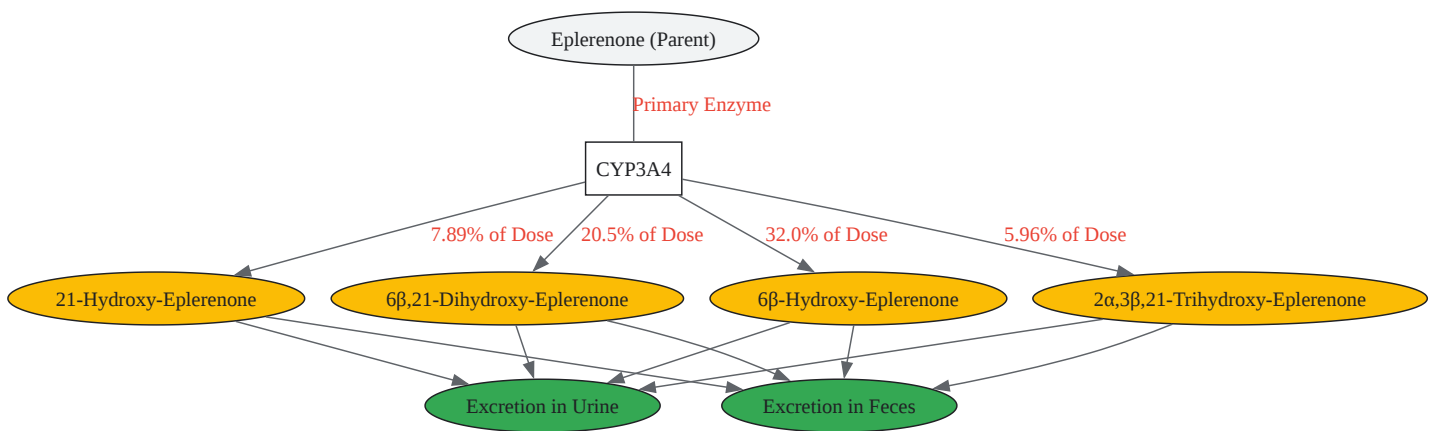 Eplerenone (Parent)
Primary Enzyme
CYP3A4
7.89% of Dose
20.5% of Dose
32.0% of Dose
5.96% of Dose
21-Hydroxy-Eplerenone
6β,21-Dihydroxy-Eplerenone
6β-Hydroxy-Eplerenone
2α,3β,21-Trihydroxy-Eplerenone
Excretion in Urine
Excretion in Feces